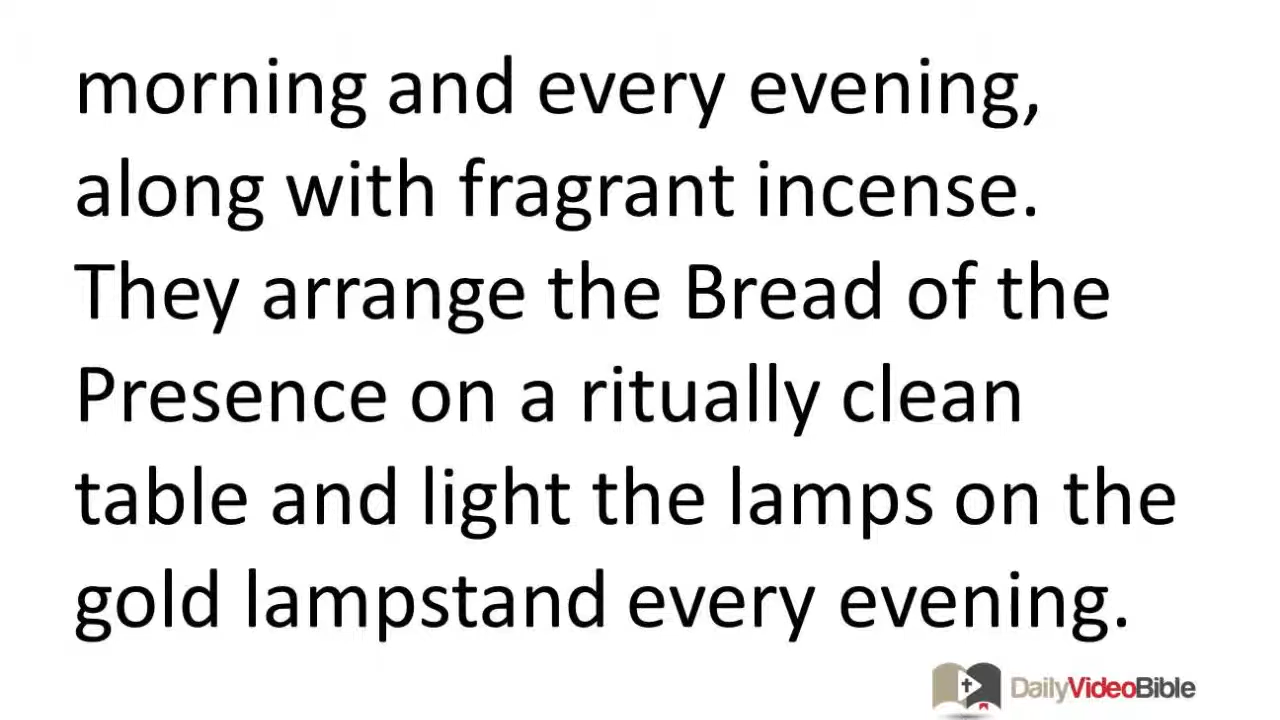 morning and every evening,
along with fragrant incense.
They arrange the Bread of the
Presence on a ritually clean
table and light the lamps on the
gold lampstand every evening.
DailyVideoBible